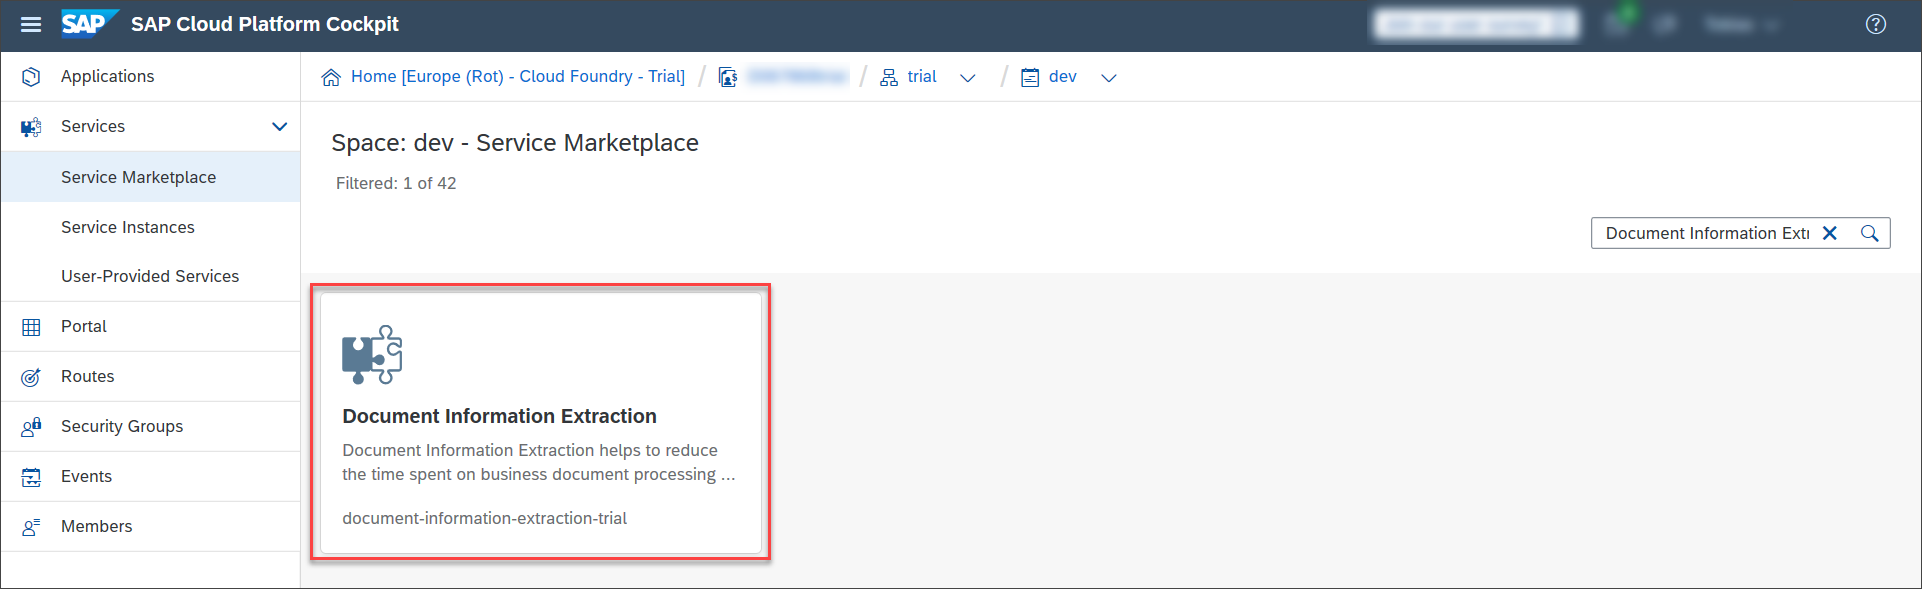 SAP SAP Cloud Platform Cockpit
Applications
Services
Service Marketplace
Service Instances
User-Provided Services
Portal
Routes
Security Groups
Events
Members
Home [Europe (Rot) - Cloud Foundry - Trial] / / trial / dev
Space: dev - Service Marketplace
Filtered: 1 of 42
Document Information Extr
Document Information Extraction
Document Information Extraction helps to reduce
the time spent on business document processing ...
document-information-extraction-trial